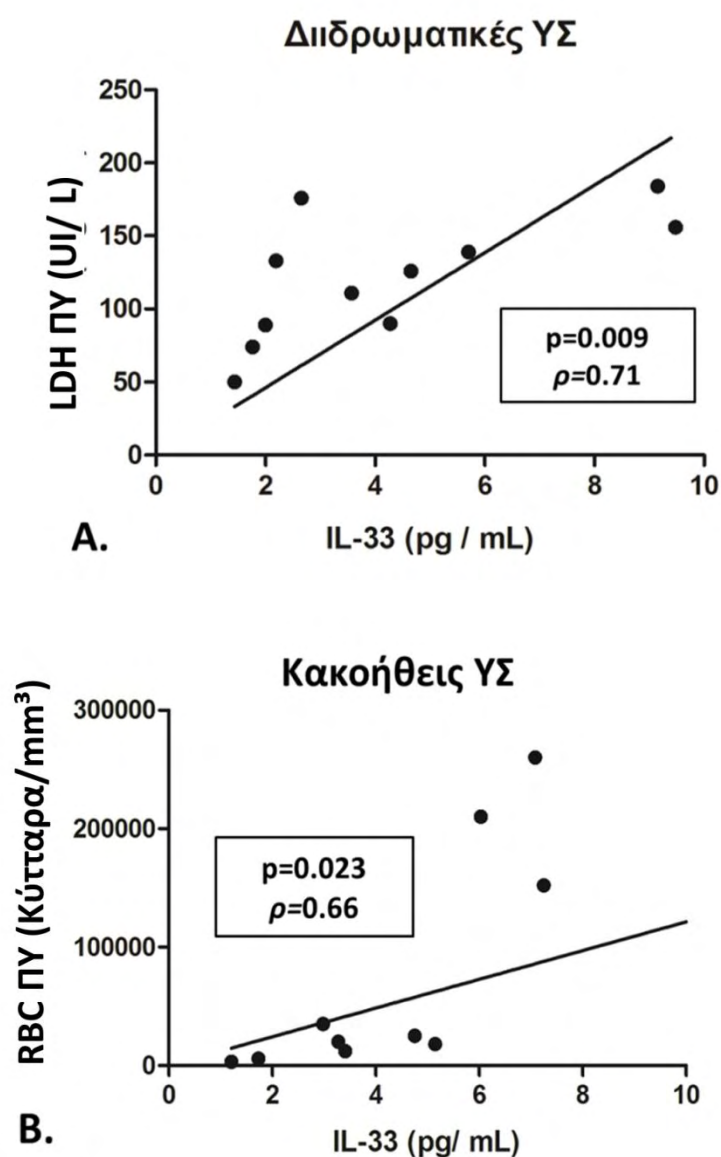 Διιδρωματικές ΥΣ
250
200
150
100
50
0
LDH ΠΥ (UI/ L)
p=0.009
ρ=0.71
0 2 4 6 8 10
A.
IL-33 (pg / mL)
Κακοήθεις ΥΣ
300000
200000
100000
0
RBC ΠΥ (Κύτταρα/mm³)
p=0.023
ρ=0.66
0 2 4 6 8 10
B.
IL-33 (pg/ mL)